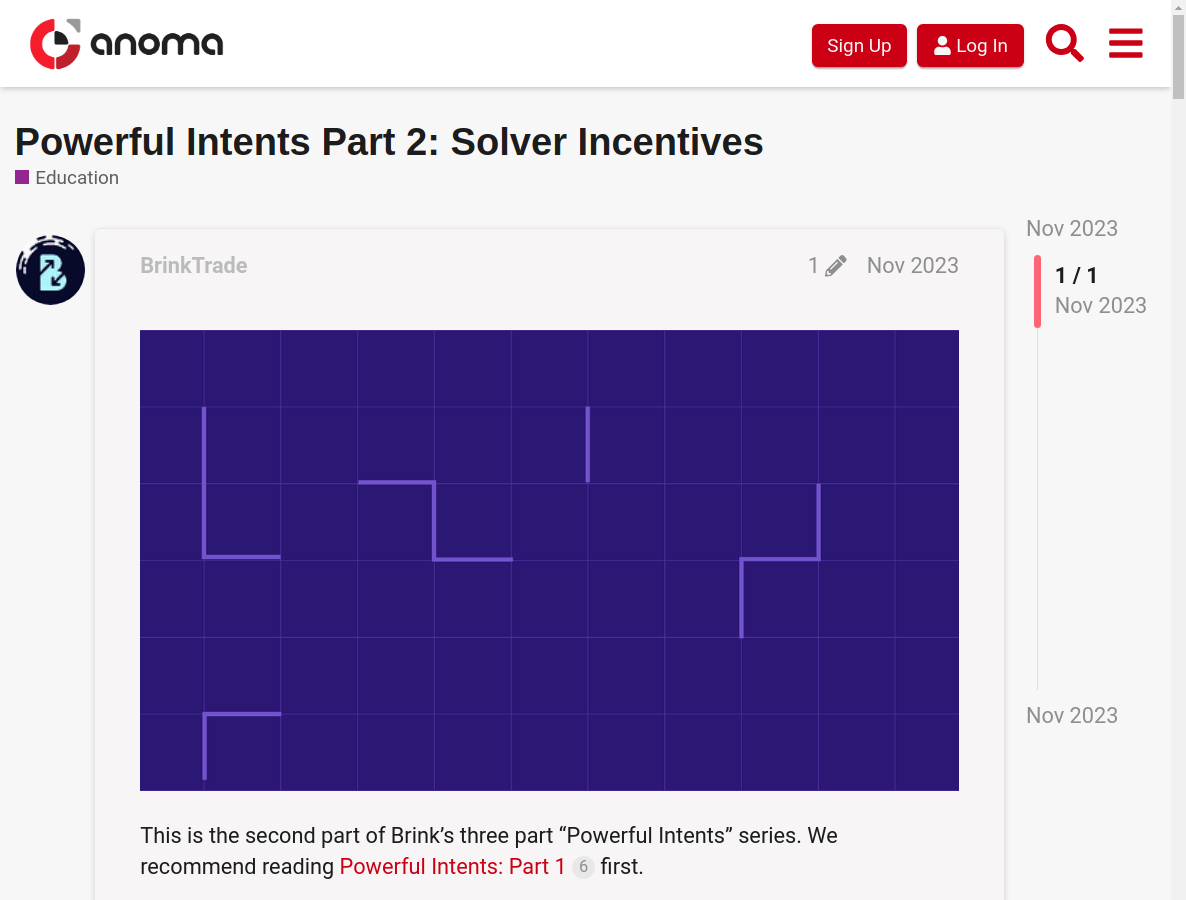 anoma
Sign Up
Log In
Powerful Intents Part 2: Solver Incentives
Education
BrinkTrade
1
Nov 2023
Nov 2023
1 / 1
Nov 2023
Nov 2023
This is the second part of Brink’s three part “Powerful Intents” series. We
recommend reading Powerful Intents: Part 1 6 first.